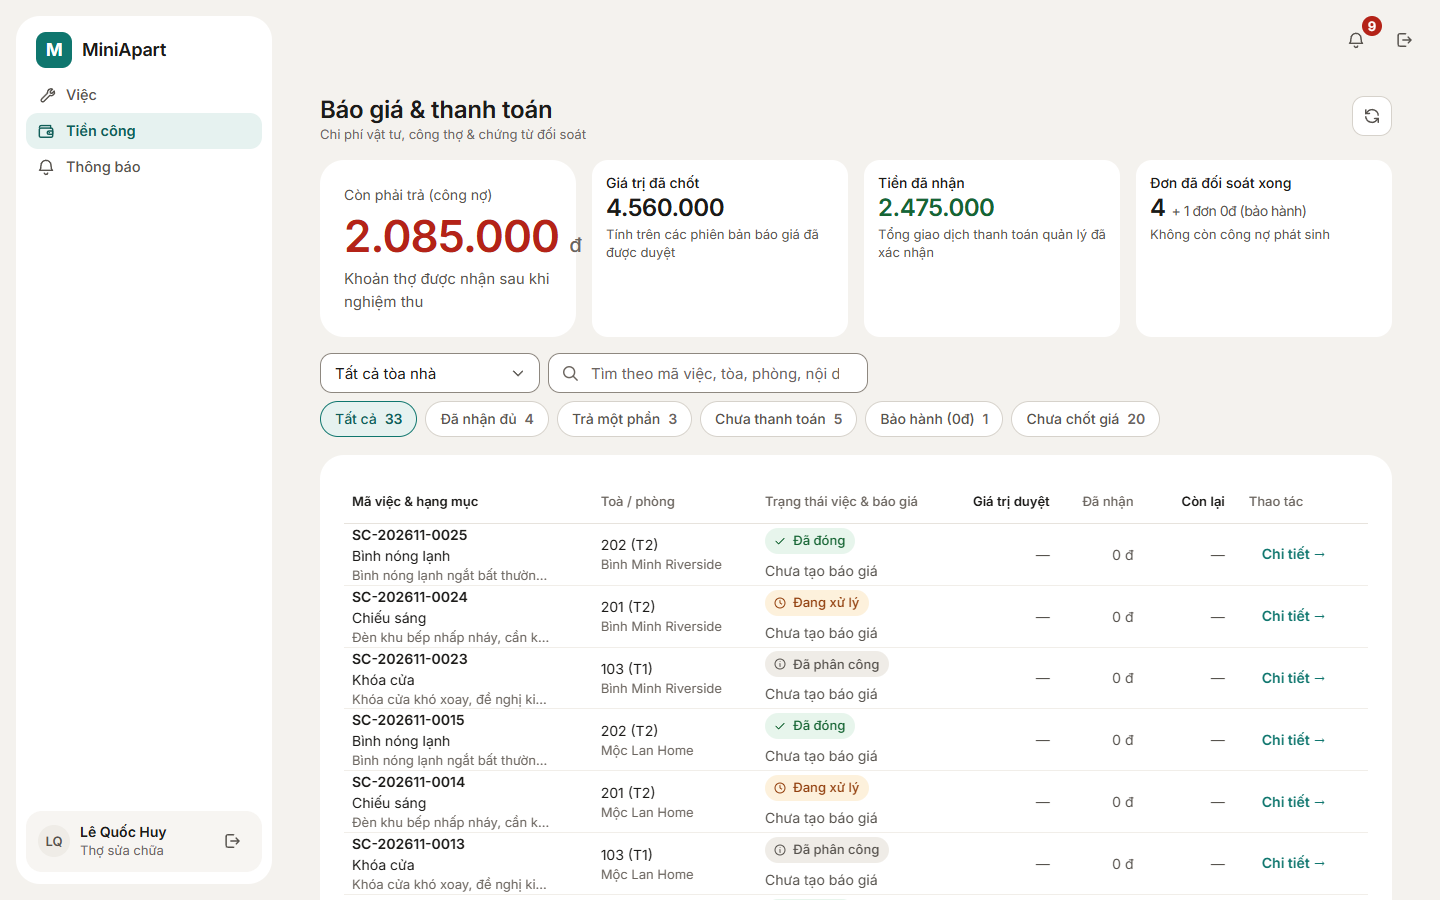 M MiniApart
9
Việc
Tiền công
Thông báo
Báo giá & thanh toán
Chi phí vật tư, công thợ & chứng từ đối soát
Còn phải trả (công nợ)
2.085.000 đ
Khoản thợ được nhận sau khi
nghiệm thu
Giá trị đã chốt
4.560.000
Tính trên các phiên bản báo giá đã
được duyệt
Tiền đã nhận
2.475.000
Tổng giao dịch thanh toán quản lý đã
xác nhận
Đơn đã đối soát xong
4 + 1 đơn 0đ (bảo hành)
Không còn công nợ phát sinh
Tất cả tòa nhà
Tìm theo mã việc, tòa, phòng, nội d
Tất cả 33
Đã nhận đủ 4
Trả một phần 3
Chưa thanh toán 5
Bảo hành (0đ) 1
Chưa chốt giá 20
Mã việc & hạng mục Toà / phòng Trạng thái việc & báo giá Giá trị duyệt Đã nhận Còn lại Thao tác
SC-202611-0025
Bình nóng lạnh
Bình nóng lạnh ngắt bất thườn...
202 (T2)
Bình Minh Riverside
Đã đóng
Chưa tạo báo giá
— 0 đ — Chi tiết →
SC-202611-0024
Chiếu sáng
Đèn khu bếp nhấp nháy, cần k...
201 (T2)
Bình Minh Riverside
Đang xử lý
Chưa tạo báo giá
— 0 đ — Chi tiết →
SC-202611-0023
Khóa cửa
Khóa cửa khó xoay, đề nghị ki...
103 (T1)
Bình Minh Riverside
Đã phân công
Chưa tạo báo giá
— 0 đ — Chi tiết →
SC-202611-0015
Bình nóng lạnh
Bình nóng lạnh ngắt bất thườn...
202 (T2)
Mộc Lan Home
Đã đóng
Chưa tạo báo giá
— 0 đ — Chi tiết →
SC-202611-0014
Chiếu sáng
Đèn khu bếp nhấp nháy, cần k...
201 (T2)
Mộc Lan Home
Đang xử lý
Chưa tạo báo giá
— 0 đ — Chi tiết →
SC-202611-0013
Khóa cửa
Khóa cửa khó xoay, đề nghị ki...
103 (T1)
Mộc Lan Home
Đã phân công
Chưa tạo báo giá
— 0 đ — Chi tiết →
LQ
Lê Quốc Huy
Thợ sửa chữa